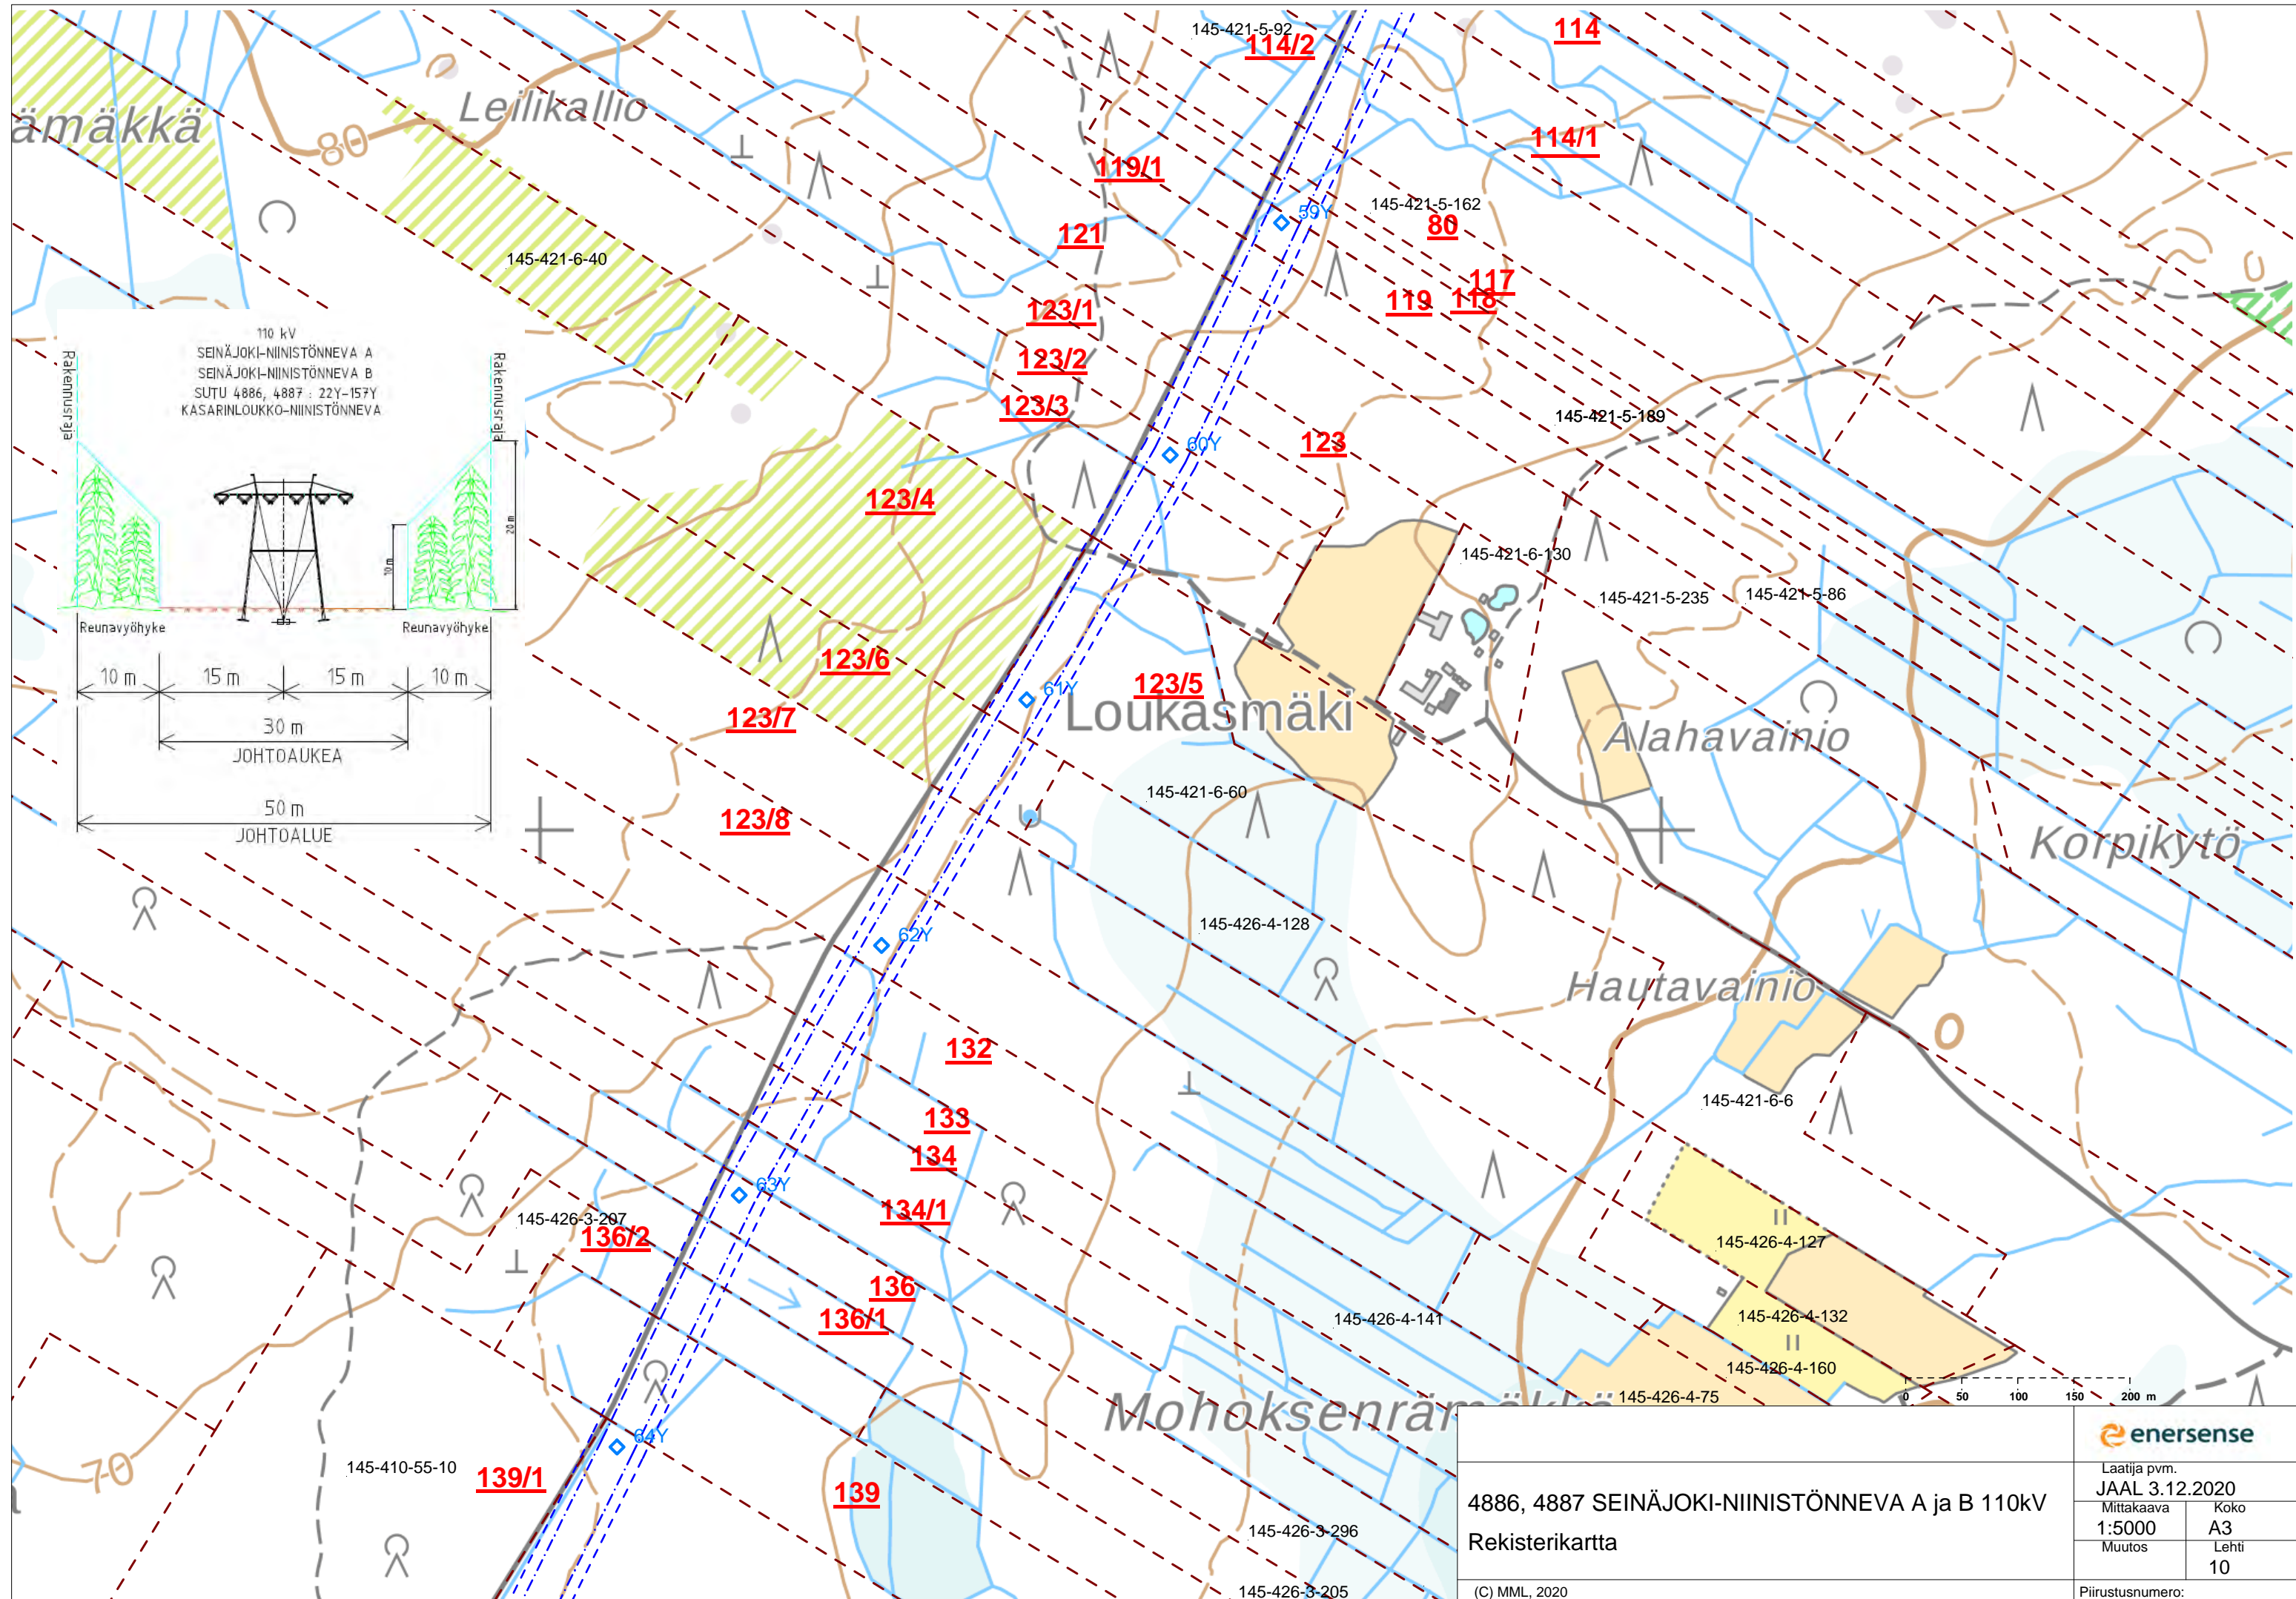 145-421-5-92
114/2
114
ämäkkä
Leilikallio
80
114/1
119/1
145-421-5-162
59Y
80
121
145-421-6-40
117
119
118
123/1
110 kV
SEINÄJOKI-NIINISTÖNNEVA A
SEINÄJOKI-NIINISTÖNNEVA B
SUTU 4886, 4887 : 22Y-157Y
KASARINLOUKKO-NIINISTÖNNEVA
Rakennusraja
Rakennusraja
20 m
10 m
Reunavyöhyke
Reunavyöhyke
10 m
15 m
15 m
10 m
30 m
JOHTOAUKEA
50 m
JOHTOALUE
123/2
123/3
145-421-5-189
60Y
123
123/4
145-421-6-130
145-421-5-235
145-421-5-86
123/6
123/5
61Y
Loukasmäki
123/7
Alahavainio
145-421-6-60
123/8
Korpikytö
145-426-4-128
62Y
Hautavainio
132
145-421-6-6
133
134
63Y
134/1
145-426-3-207
136/2
145-426-4-127
136
136/1
145-426-4-141
145-426-4-132
145-426-4-160
145-426-4-75
0 50 100 150 200 m
Mohoksenrämäkkä
64Y
70
145-410-55-10
139/1
139
145-426-3-296
145-426-3-205
enersense
Laatija pvm.
JAAL 3.12.2020
4886, 4887 SEINÄJOKI-NIINISTÖNNEVA A ja B 110kV
Rekisterikartta
Mittakaava
1:5000
Koko
A3
Muutos
Lehti
10
(C) MML, 2020
Piirustusnumero: